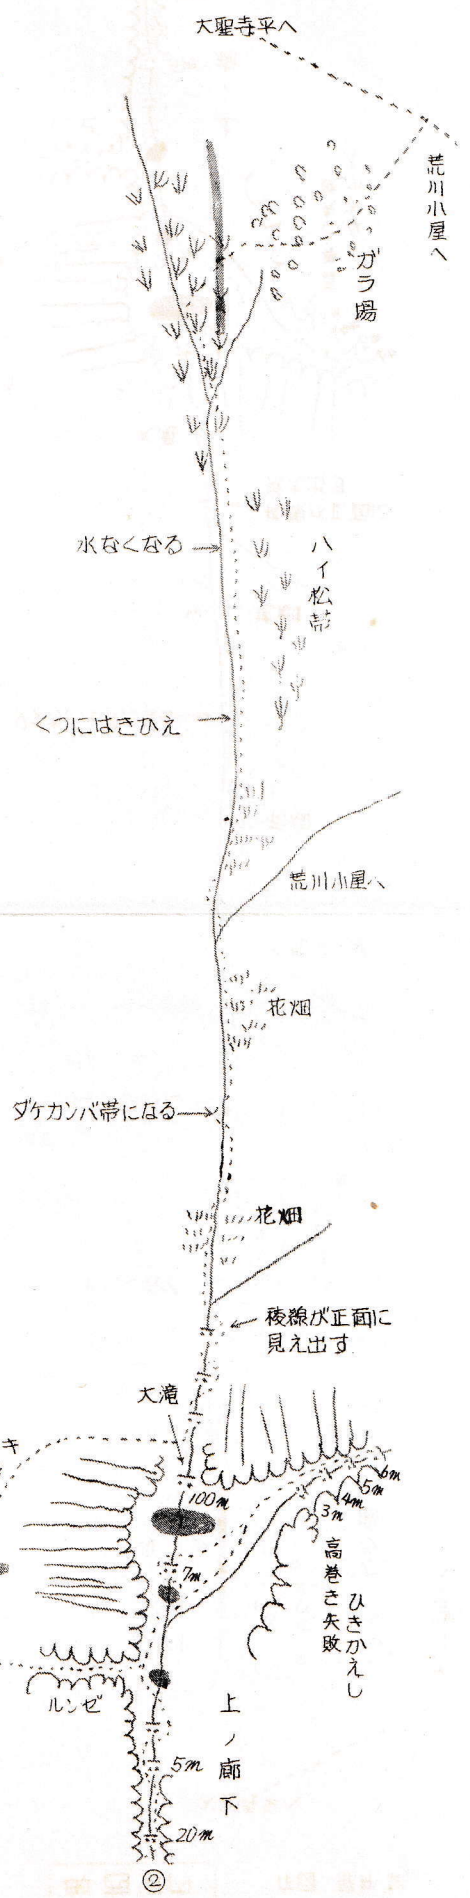 大聖寺平へ
荒川小屋へ
ガラ場
水なくなる
ハイ松帯
くつにはきかえ
荒川小屋へ
花畑
ダケカンバ帯になる
花畑
稜線が正面に
見え出す
大滝
キ
100m
6m
5m
4m
3m
7m
高巻き失敗
ひきかえし
ルンゼ
上ノ廊下
5m
20m
②